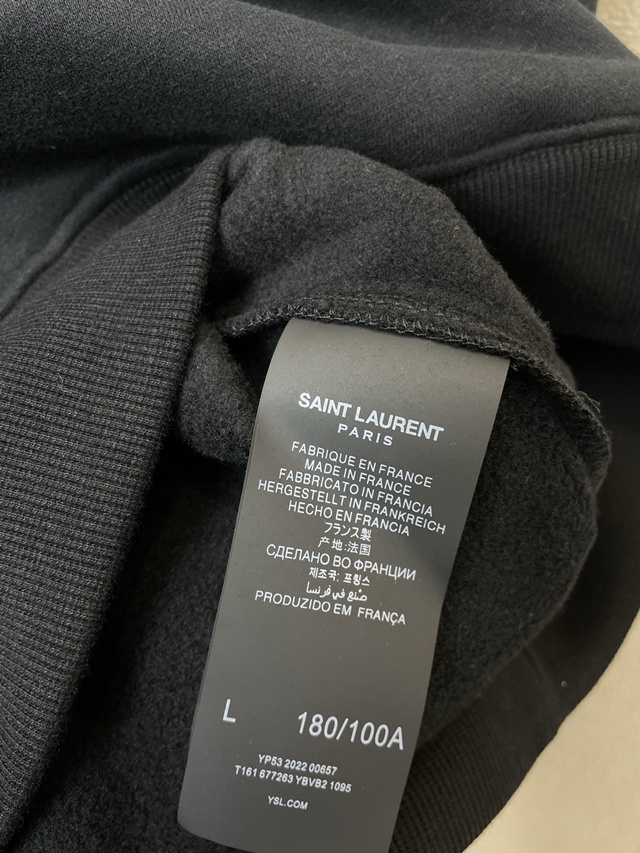 SAINT LAURENT
PARIS
FABRIQUE EN FRANCE
MADE IN FRANCE
FABBRICATO IN FRANCIA
HERGESTELLT IN FRANKREICH
HECHO EN FRANCIA
フランス製
产地:法国
СДЕЛАНО ВО ФРАНЦИИ
제조국: 프랑스
صنع في فرنسا
PRODUZIDO EM FRANÇA
L 180/100A
YP53 2022 00657
T161 677263 YBVB2 1095
YSL.COM